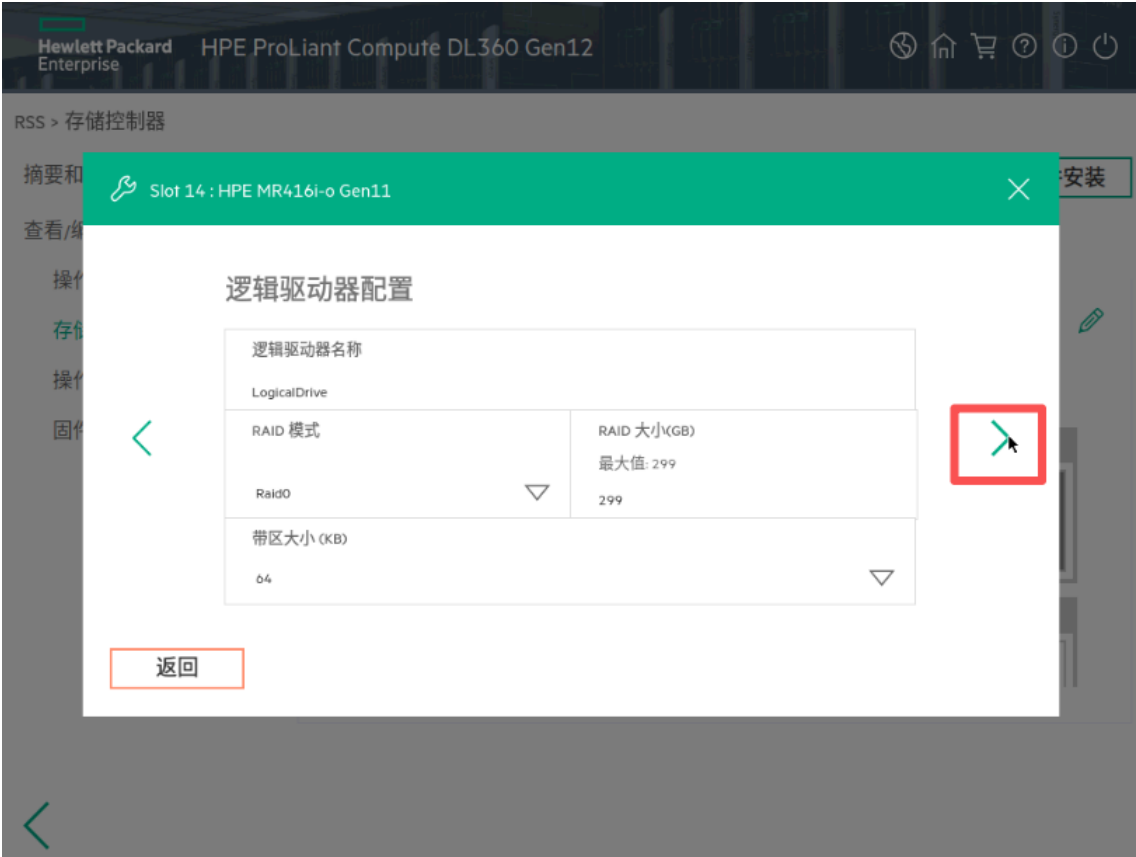 Hewlett Packard
Enterprise
HPE ProLiant Compute DL360 Gen12
RSS > 存储控制器
摘要和
安装
查看/
操作
存储
操作
固件
Slot 14 : HPE MR416i-o Gen11
逻辑驱动器配置
逻辑驱动器名称
LogicalDrive
RAID 模式
RAID 大小(GB)
最大值: 299
Raid0
299
带区大小 (KB)
64
返回